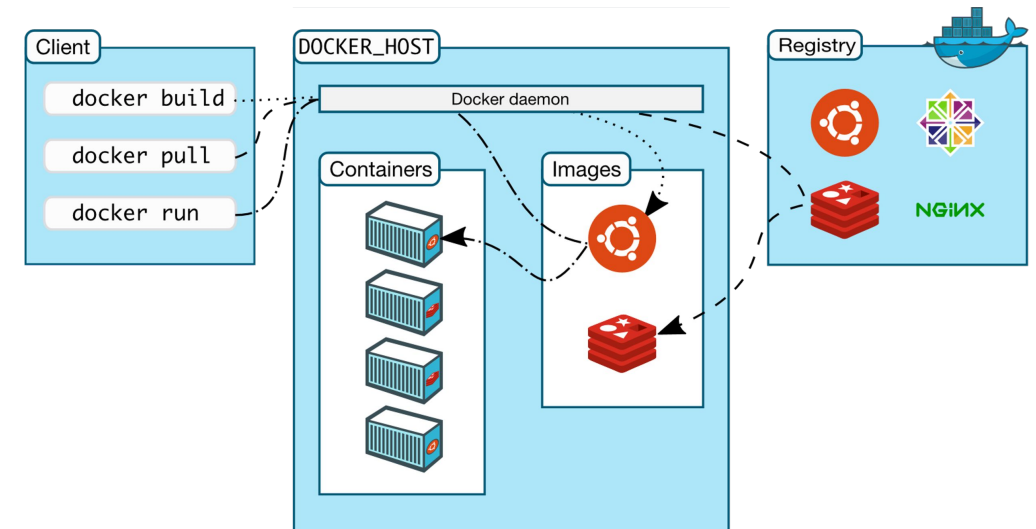 Client
docker build
docker pull
docker run
DOCKER_HOST
Docker daemon
Containers
Images
Registry
NGiNX